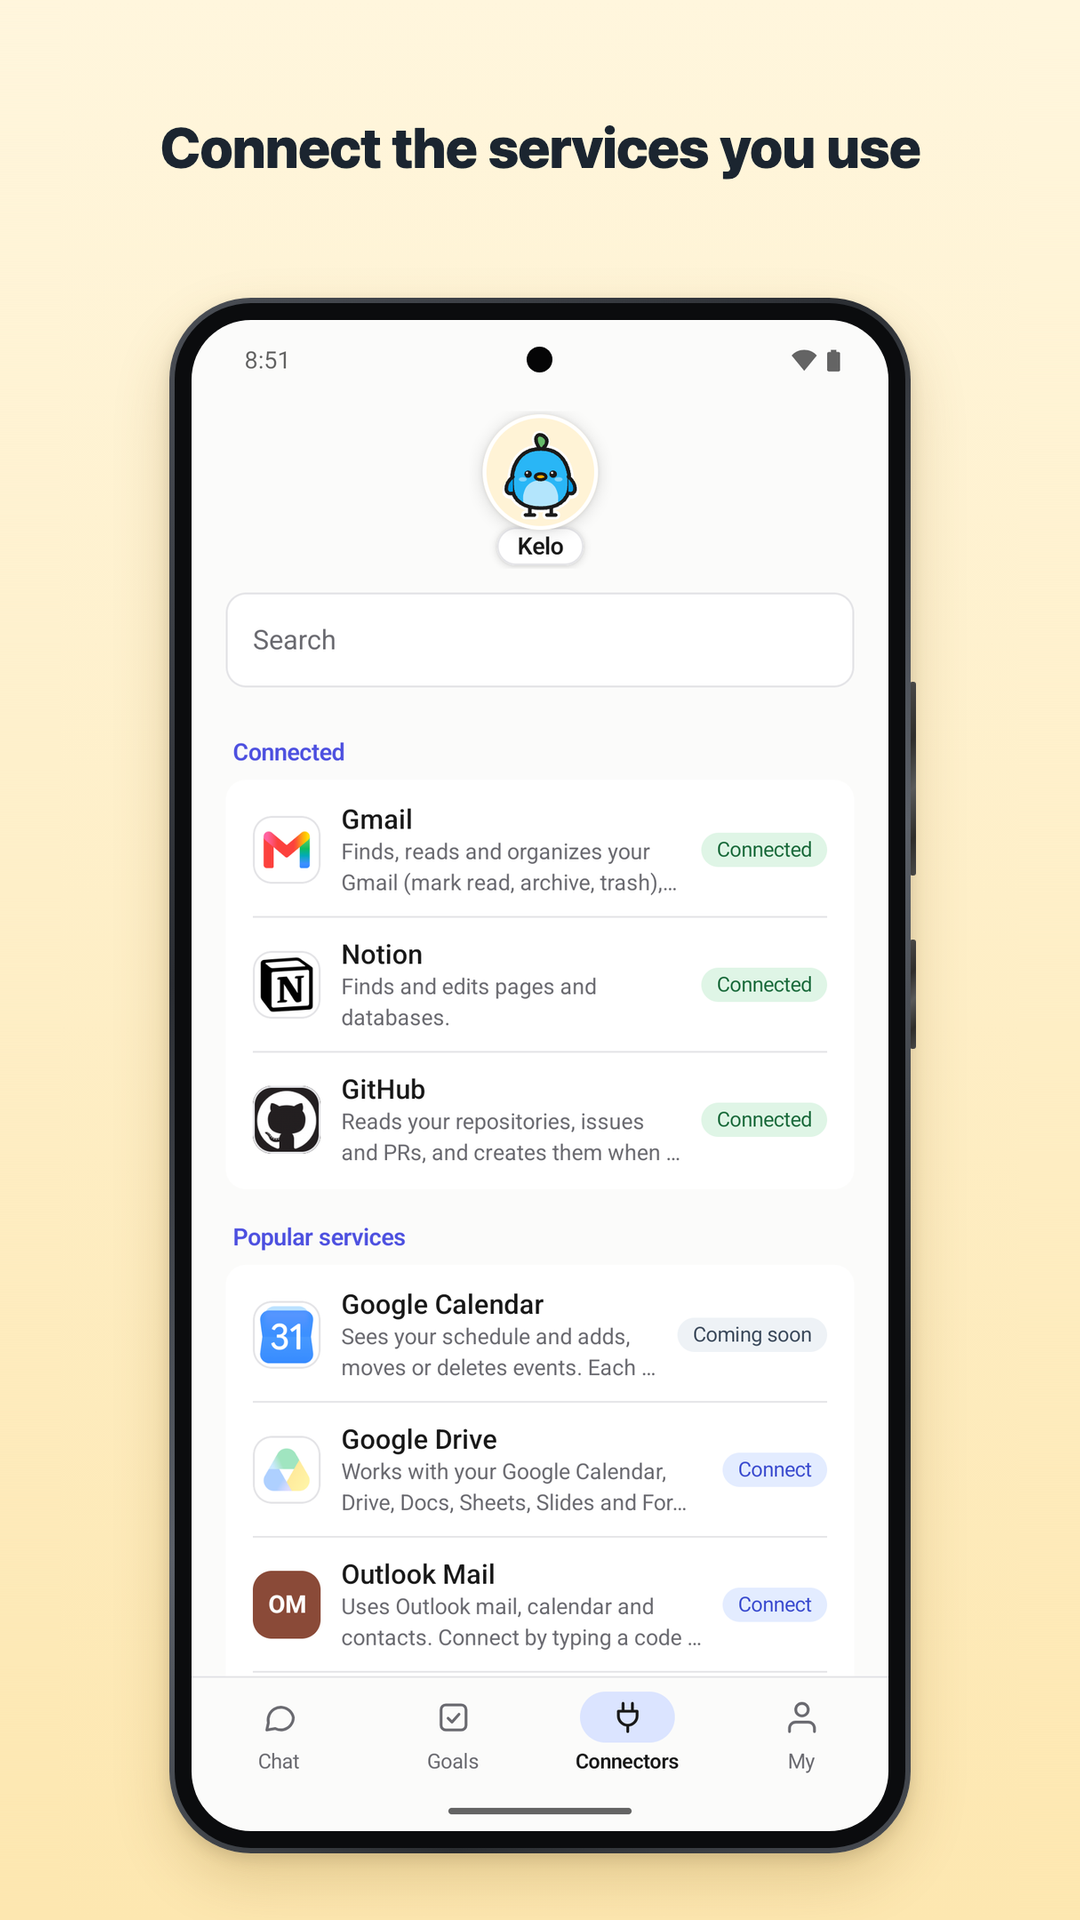 Connect the services you use
8:51
Kelo
Search
Connected
Gmail
Finds, reads and organizes your
Gmail (mark read, archive, trash),...
Connected
N
Notion
Finds and edits pages and
databases.
Connected
GitHub
Reads your repositories, issues
and PRs, and creates them when ...
Connected
Popular services
31
Google Calendar
Sees your schedule and adds,
moves or deletes events. Each ...
Coming soon
Google Drive
Works with your Google Calendar,
Drive, Docs, Sheets, Slides and For...
Connect
OM
Outlook Mail
Uses Outlook mail, calendar and
contacts. Connect by typing a code ...
Connect
Chat
Goals
Connectors
My